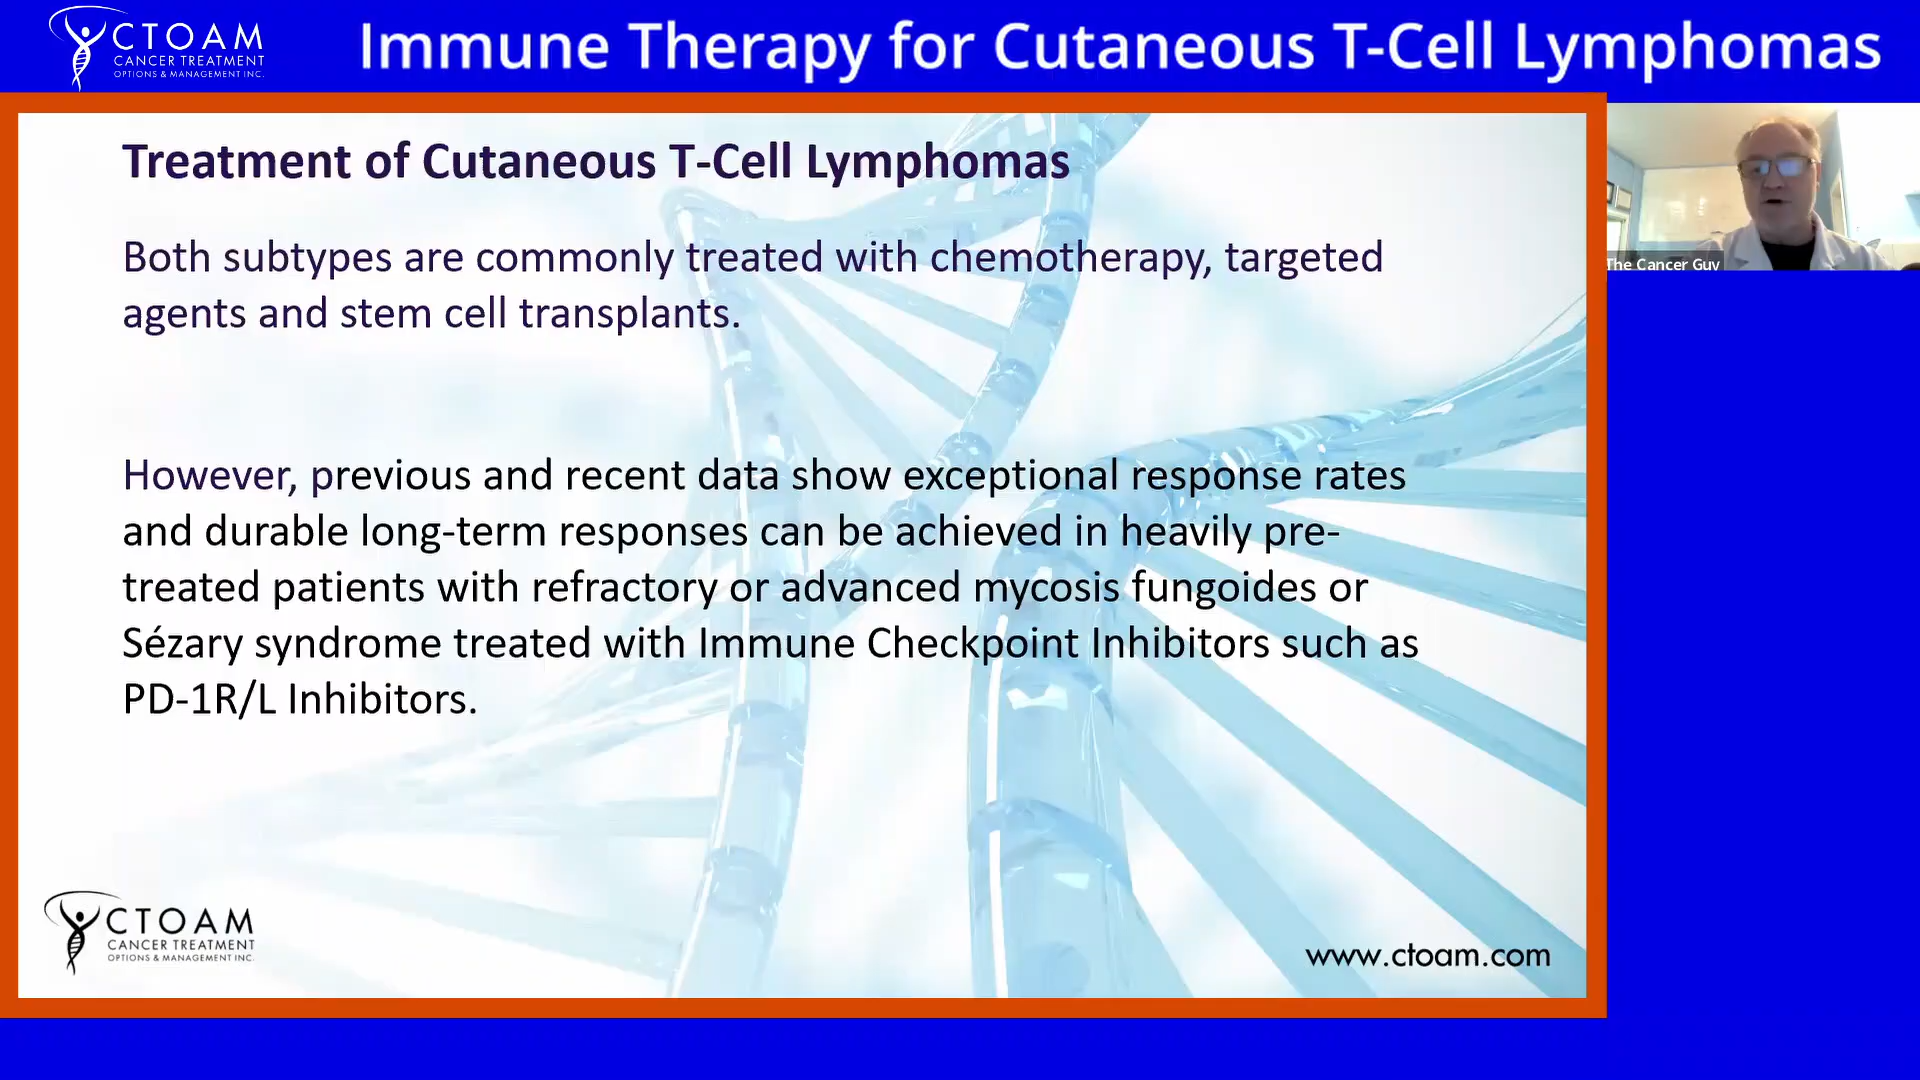 CTOAM
CANCER TREATMENT
OPTIONS & MANAGEMENT INC.
Immune Therapy for Cutaneous T-Cell Lymphomas
Treatment of Cutaneous T-Cell Lymphomas
The Cancer Guy
Both subtypes are commonly treated with chemotherapy, targeted
agents and stem cell transplants.
However, previous and recent data show exceptional response rates
and durable long-term responses can be achieved in heavily pre-
treated patients with refractory or advanced mycosis fungoides or
Sézary syndrome treated with Immune Checkpoint Inhibitors such as
PD-1R/L Inhibitors.
CTOAM
CANCER TREATMENT
OPTIONS & MANAGEMENT INC.
www.ctoam.com